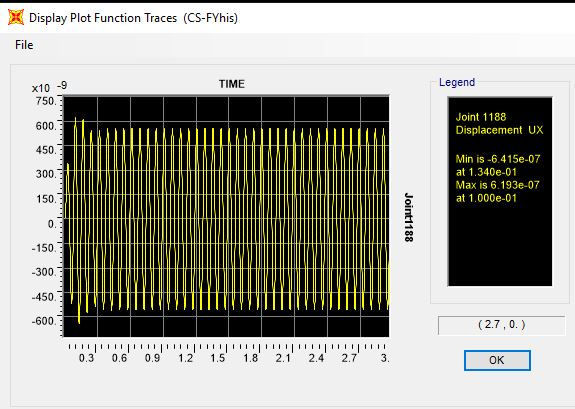 Display Plot Function Traces (CS-FYhis)
File
Legend
x10 -9
TIME
750.
600.
450.
300.
150.
0.
-150.
-300.
-450.
-600.
0.3 0.6 0.9 1.2 1.5 1.8 2.1 2.4 2.7 3.
Joint1188
Joint 1188
Displacement UX
Min is -6.415e-07
at 1.340e-01
Max is 6.193e-07
at 1.000e-01
( 2.7 , 0. )
OK